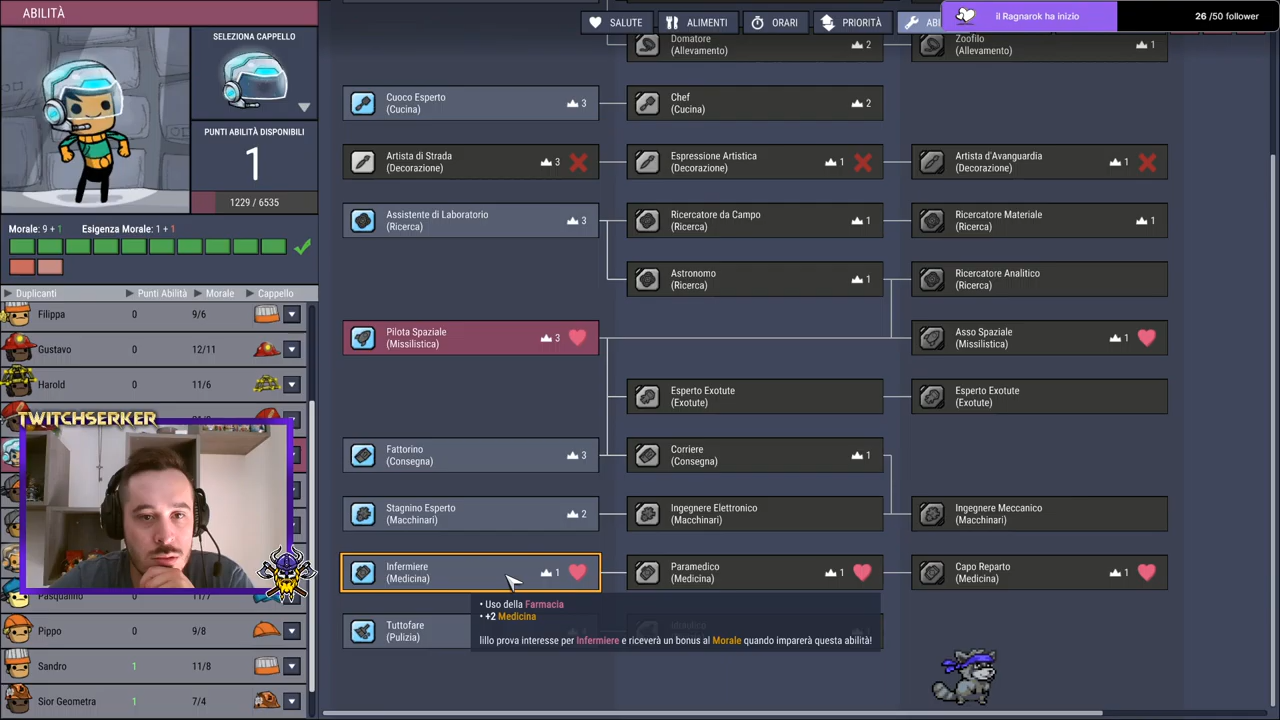 ABILITÀ
SALUTE
ALIMENTI
ORARI
PRIORITÀ
il Ragnarok ha inizio
26 /50 follower
SELEZIONA CAPPELLO
PUNTI ABILITÀ DISPONIBILI
1
1229 / 6535
Morale: 9 + 1
Esigenza Morale: 1 + 1
Duplicanti
Punti Abilità
Morale
Cappello
Filippa
0
9/6
Gustavo
0
12/11
Harold
0
11/6
TWITCHSERKER
Pippo
0
9/8
Sandro
1
11/8
Sior Geometra
1
7/4
Domatore
(Allevamento)
2
Zoofilo
(Allevamento)
1
Cuoco Esperto
(Cucina)
3
Chef
(Cucina)
2
Artista di Strada
(Decorazione)
3
Espressione Artistica
(Decorazione)
1
Artista d'Avanguardia
(Decorazione)
1
Assistente di Laboratorio
(Ricerca)
3
Ricercatore da Campo
(Ricerca)
1
Ricercatore Materiale
(Ricerca)
1
Astronomo
(Ricerca)
1
Ricercatore Analitico
(Ricerca)
Pilota Spaziale
(Missilistica)
3
Asso Spaziale
(Missilistica)
1
Esperto Exotute
(Exotute)
Esperto Exotute
(Exotute)
Fattorino
(Consegna)
3
Corriere
(Consegna)
1
Stagnino Esperto
(Macchinari)
2
Ingegnere Elettronico
(Macchinari)
Ingegnere Meccanico
(Macchinari)
Infermiere
(Medicina)
1
Paramedico
(Medicina)
1
Capo Reparto
(Medicina)
1
Tuttofare
(Pulizia)
• Uso della Farmacia
• +2 Medicina
lillo prova interesse per Infermiere e riceverà un bonus al Morale quando imparerà questa abilità!